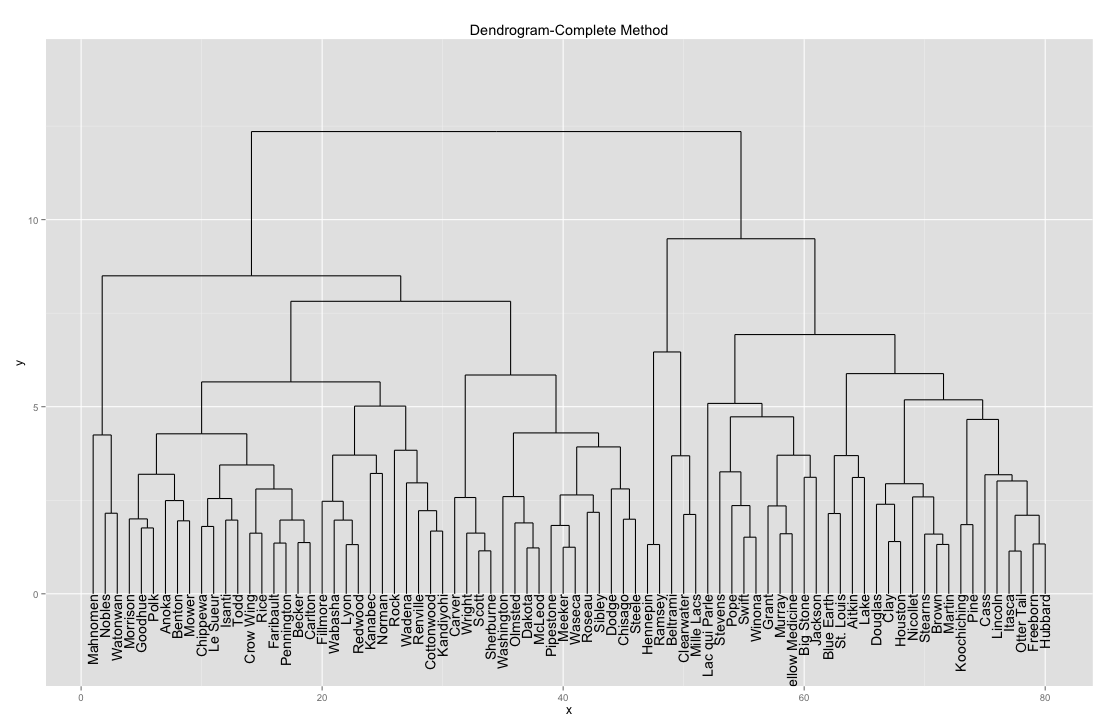 Dendrogram-Complete Method
10
5
0
y
Mahnomen
Nobles
Watonwan
Morrison
Goodhue
Polk
Anoka
Benton
Mower
Chippewa
Le Sueur
Isanti
Todd
Crow Wing
Rice
Faribault
Pennington
Becker
Carlton
Fillmore
Wabasha
Lyon
Redwood
Kanabec
Norman
Rock
Wadena
Renville
Cottonwood
Kandiyohi
Carver
Wright
Scott
Sherburne
Washington
Olmsted
Dakota
McLeod
Pipestone
Meeker
Waseca
Roseau
Sibley
Dodge
Chisago
Steele
Hennepin
Ramsey
Beltrami
Clearwater
Mille Lacs
Lac qui Parle
Stevens
Pope
Swift
Winona
Grant
Murray
ellow Medicine
Big Stone
Jackson
Blue Earth
St. Louis
Aitkin
Lake
Douglas
Clay
Houston
Nicollet
Stearns
Brown
Martin
Koochiching
Pine
Cass
Lincoln
Itasca
Otter Tail
Freeborn
Hubbard
0
20
40
60
80
x